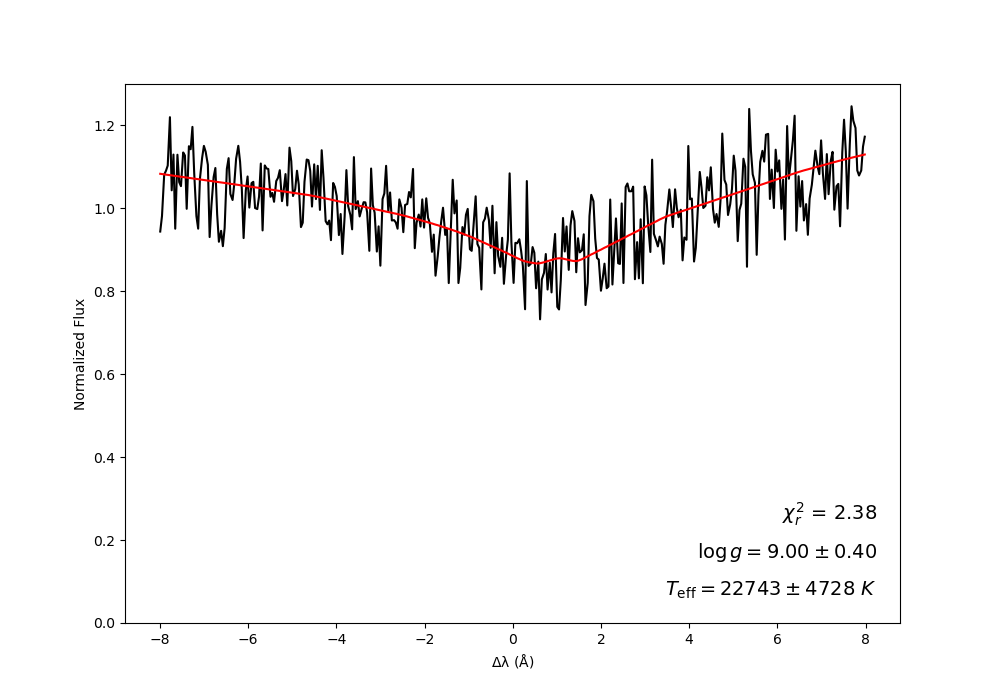 1.2
1.0
0.8
0.6
0.4
0.2
0.0
Normalized Flux
χ²ᵣ = 2.38
log g = 9.00 ± 0.40
T_eff = 22743 ± 4728 K
−8 −6 −4 −2 0 2 4 6 8
Δλ (Å)